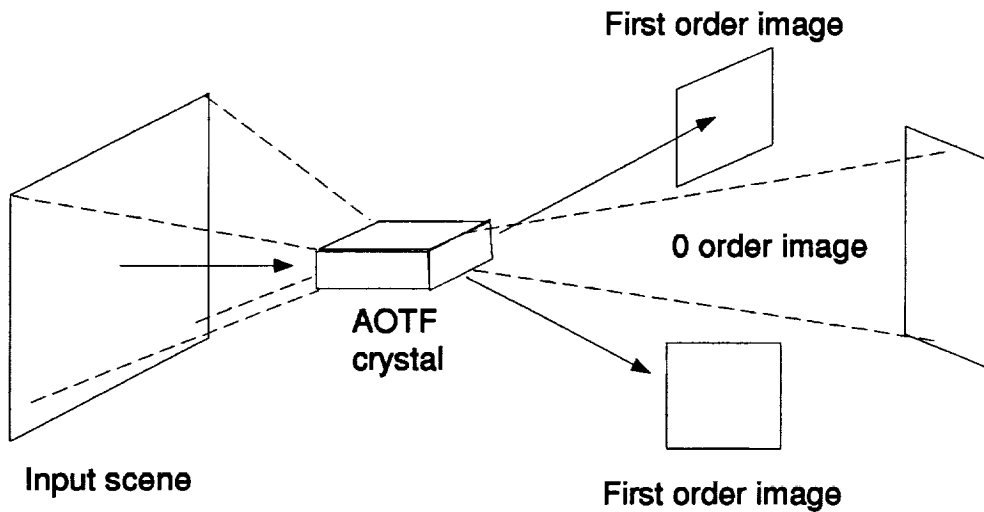 First order image
0 order image
AOTF
crystal
Input scene
First order image